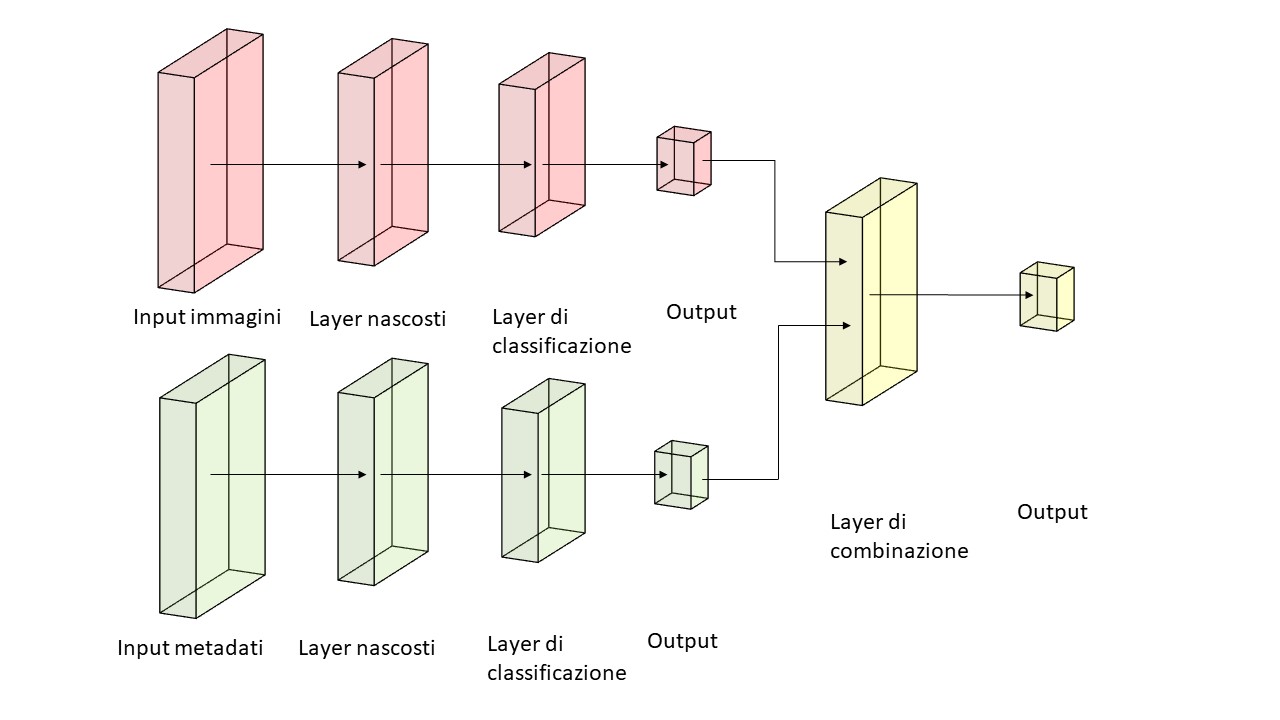 Input immagini
Layer nascosti
Layer di
classificazione
Output
Input metadati
Layer nascosti
Layer di
classificazione
Output
Layer di
combinazione
Output